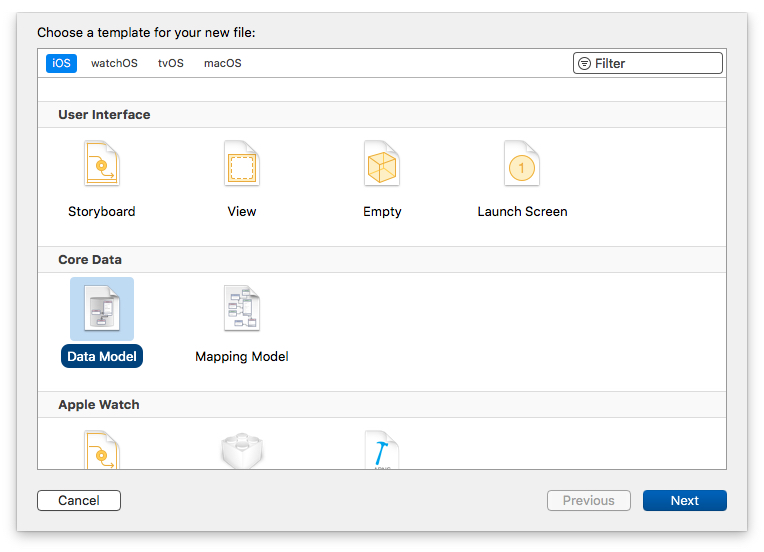 Choose a template for your new file:
iOS watchOS tvOS macOS Filter
User Interface
1
Storyboard View Empty Launch Screen
Core Data
Data Model Mapping Model
Apple Watch
Cancel Previous Next